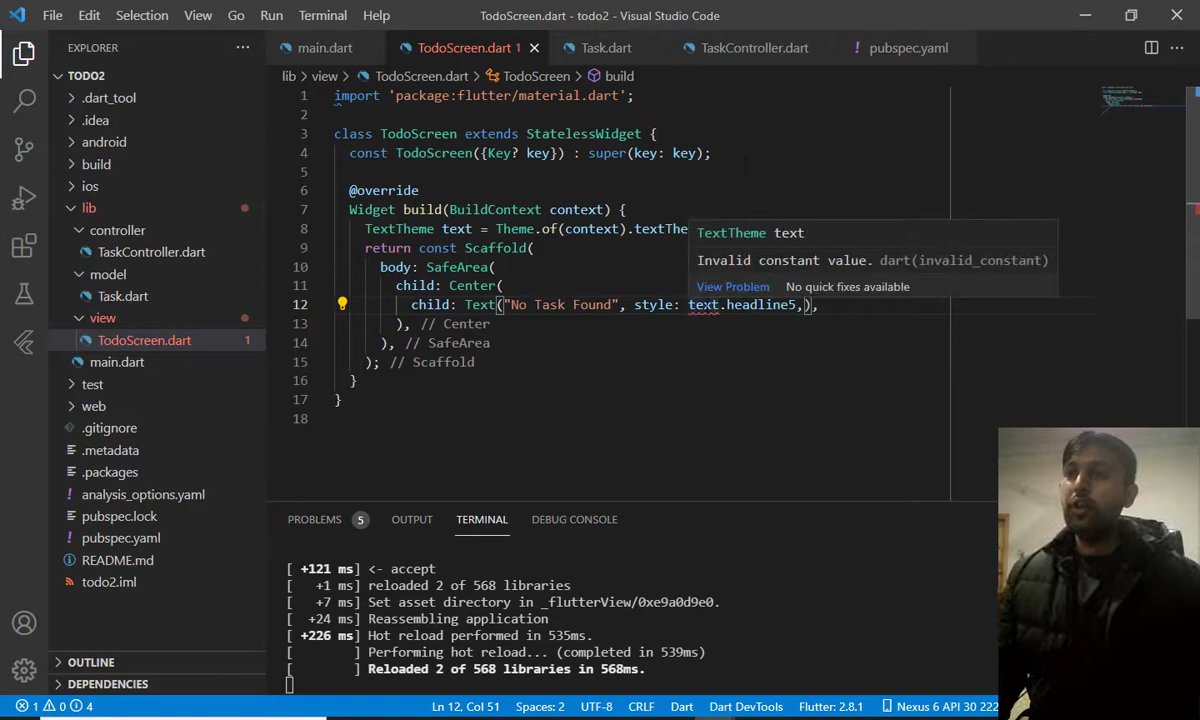 File Edit Selection View Go Run Terminal Help TodoScreen.dart - todo2 - Visual Studio Code
EXPLORER
main.dart TodoScreen.dart 1 Task.dart TaskController.dart pubspec.yaml
TODO2
lib > view > TodoScreen.dart > TodoScreen > build
.dart_tool
.idea
android
build
ios
lib
controller
TaskController.dart
model
Task.dart
view
TodoScreen.dart 1
main.dart
test
web
.gitignore
.metadata
.packages
analysis_options.yaml
pubspec.lock
pubspec.yaml
README.md
todo2.iml
OUTLINE
DEPENDENCIES
1 import 'package:flutter/material.dart';
2
3 class TodoScreen extends StatelessWidget {
4 const TodoScreen({Key? key}) : super(key: key);
5
6 @override
7 Widget build(BuildContext context) {
8 TextTheme text = Theme.of(context).textThe
9 return const Scaffold(
10 body: SafeArea(
11 child: Center(
12 child: Text("No Task Found", style: text.headline5,),
13 ), // Center
14 ), // SafeArea
15 ); // Scaffold
16 }
17 }
18
TextTheme text
Invalid constant value. dart(invalid_constant)
View Problem No quick fixes available
PROBLEMS 5 OUTPUT TERMINAL DEBUG CONSOLE
[ +121 ms] <- accept
[ +1 ms] reloaded 2 of 568 libraries
[ +7 ms] Set asset directory in _flutterView/0xe9a0d9e0.
[ +24 ms] Reassembling application
[ +226 ms] Hot reload performed in 535ms.
[ ] Performing hot reload... (completed in 539ms)
[ ] Reloaded 2 of 568 libraries in 568ms.
1 0 4 Ln 12, Col 51 Spaces: 2 UTF-8 CRLF Dart Dart DevTools Flutter: 2.8.1 Nexus 6 API 30 222